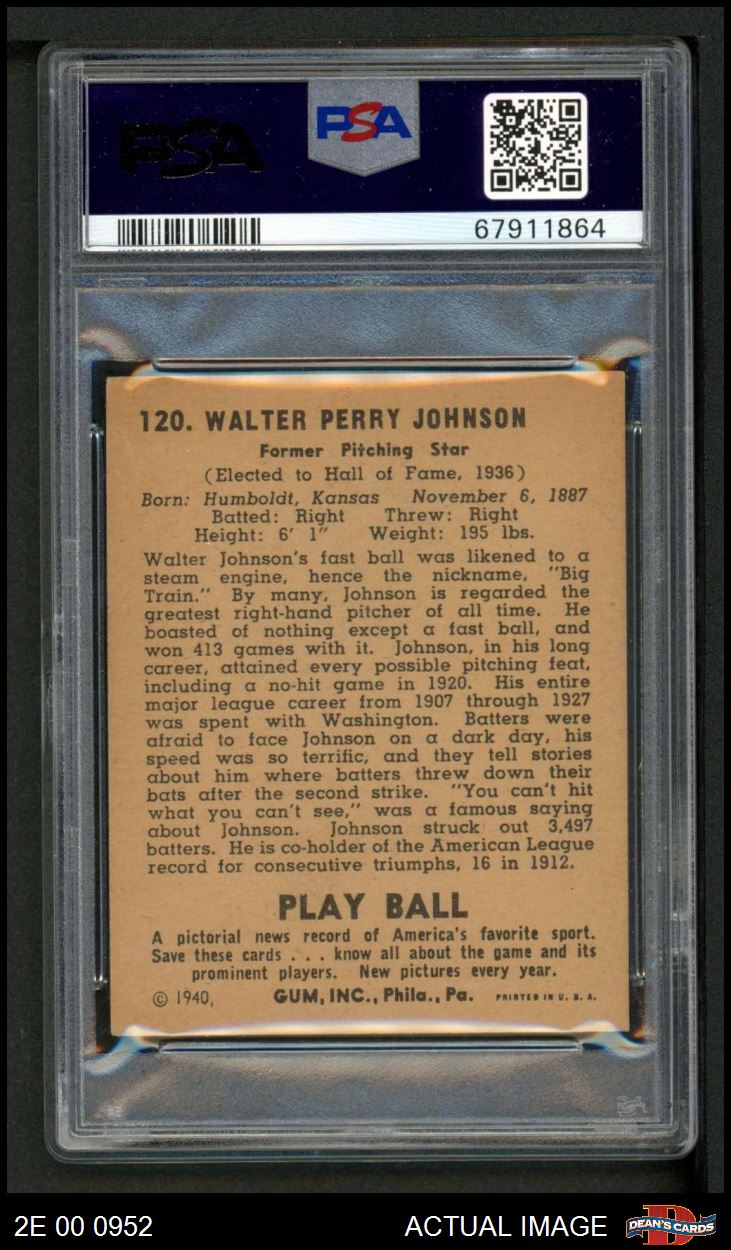 PSA
PSA
67911864
120. WALTER PERRY JOHNSON
Former Pitching Star
(Elected to Hall of Fame, 1936)
Born: Humboldt, Kansas November 6, 1887
Batted: Right Threw: Right
Height: 6' 1" Weight: 195 lbs.
Walter Johnson's fast ball was likened to a
steam engine, hence the nickname, "Big
Train." By many, Johnson is regarded the
greatest right-hand pitcher of all time. He
boasted of nothing except a fast ball, and
won 413 games with it. Johnson, in his long
career, attained every possible pitching feat,
including a no-hit game in 1920. His entire
major league career from 1907 through 1927
was spent with Washington. Batters were
afraid to face Johnson on a dark day, his
speed was so terrific, and they tell stories
about him where batters threw down their
bats after the second strike. "You can't hit
what you can't see," was a famous saying
about Johnson. Johnson struck out 3,497
batters. He is co-holder of the American League
record for consecutive triumphs, 16 in 1912.
PLAY BALL
A pictorial news record of America's favorite sport.
Save these cards . . . know all about the game and its
prominent players. New pictures every year.
© 1940, GUM, INC., Phila., Pa. PRINTED IN U. S. A.
2E 00 0952 ACTUAL IMAGE DEAN'S CARDS